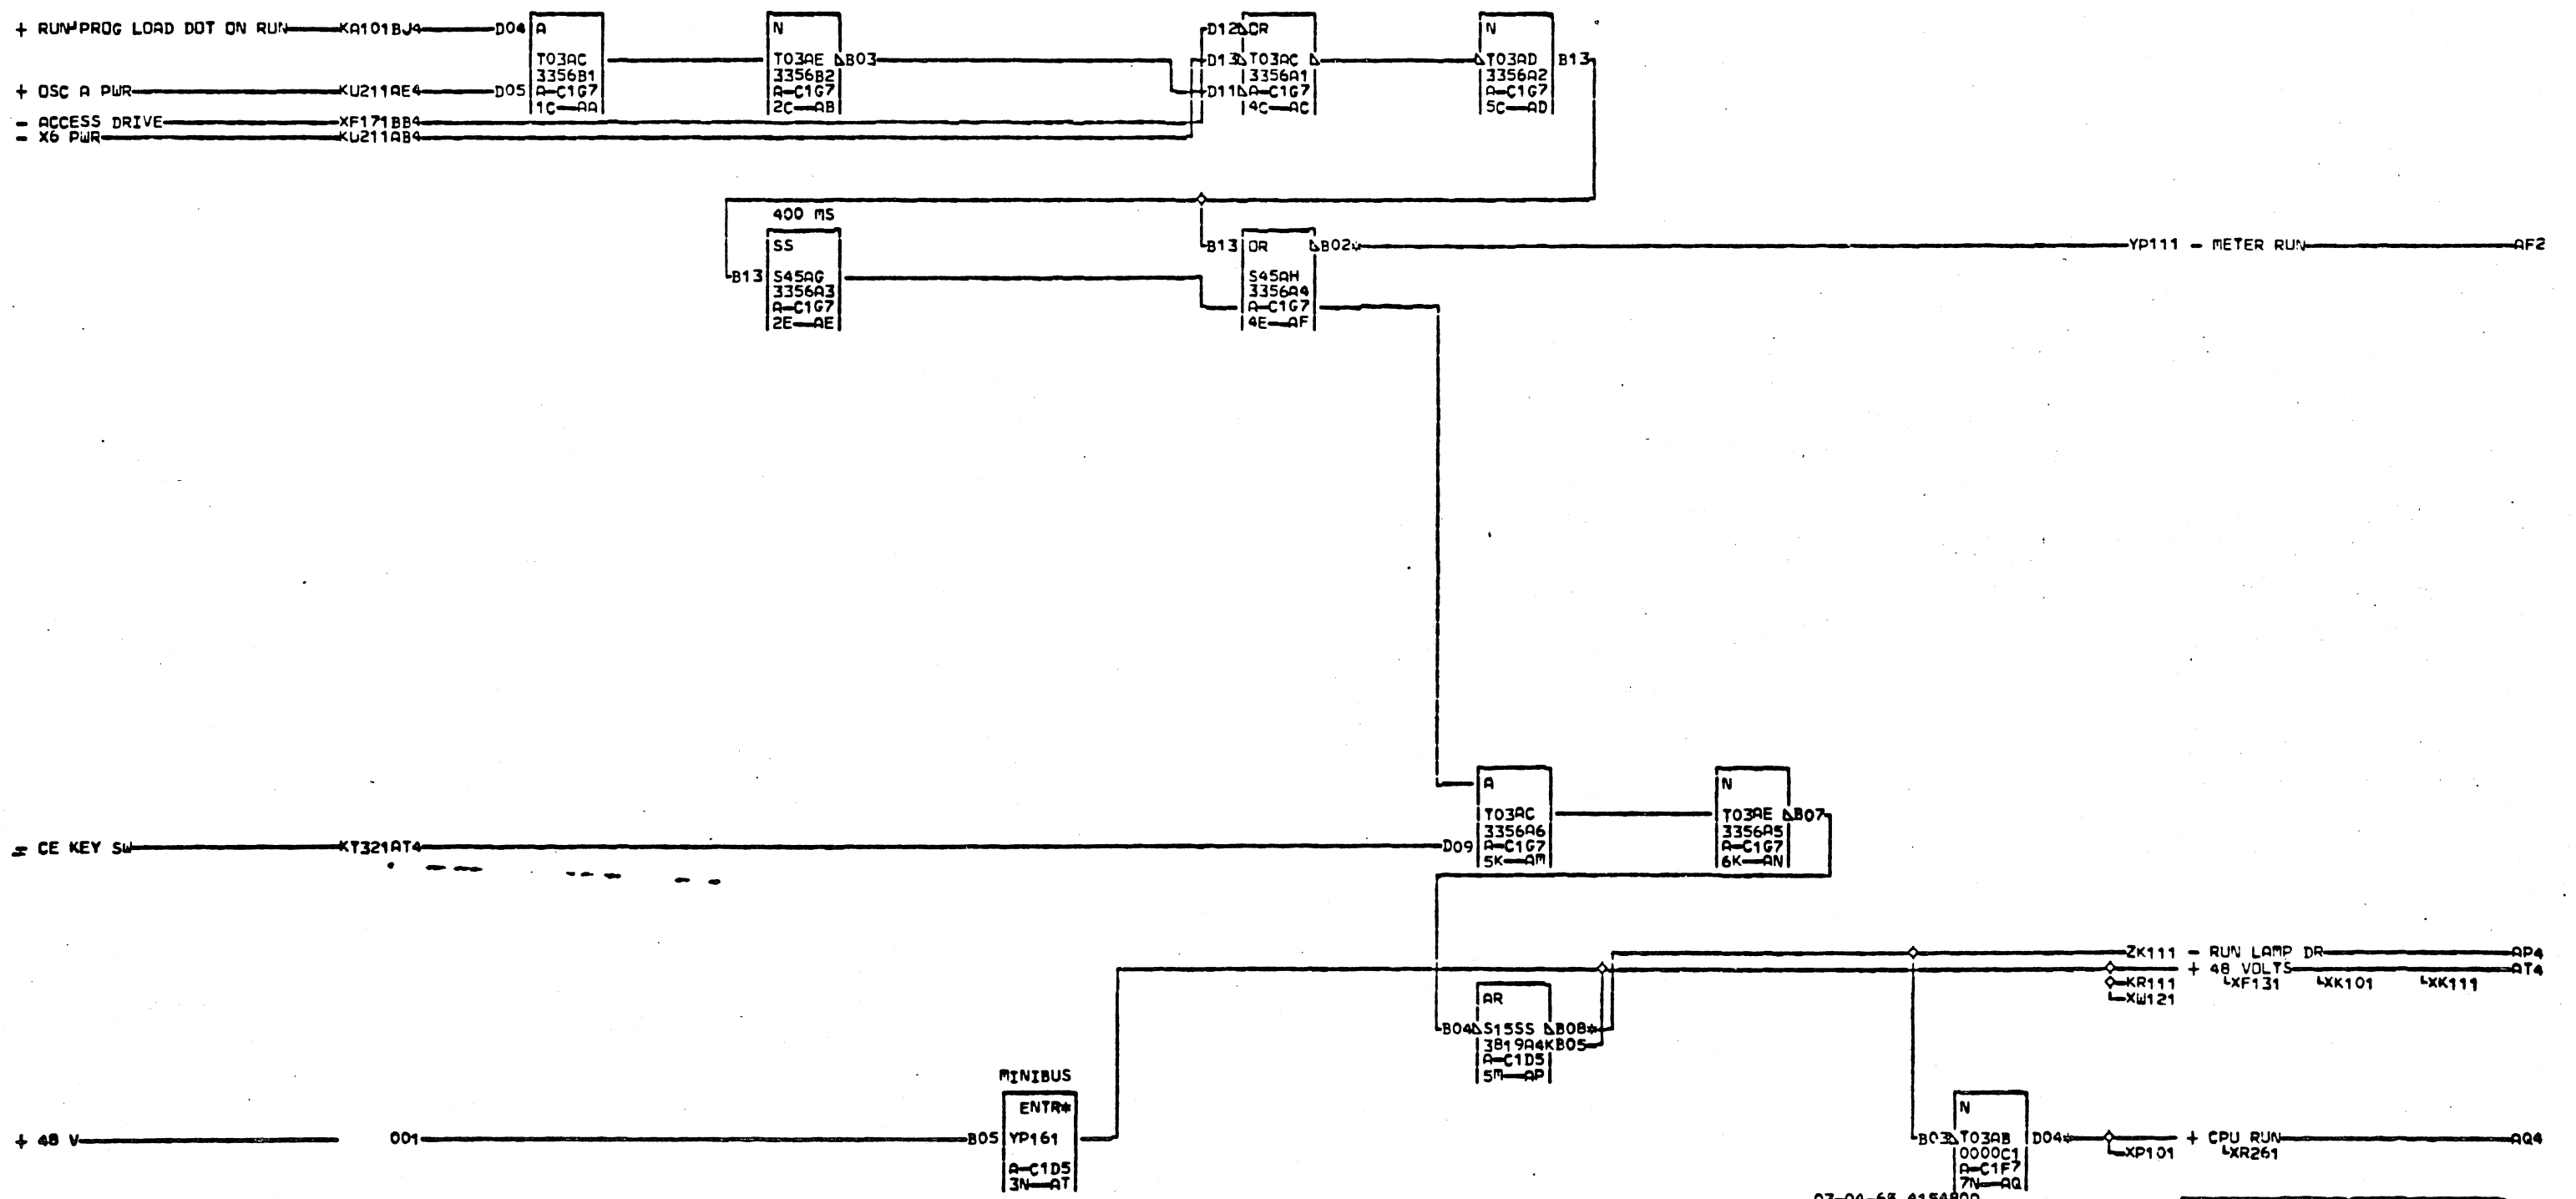 + RUN PROG LOAD DOT ON RUN KA101BJ4 D04
A
T03AC
3356B1
A-C1G7
1C-AA
+ OSC A PWR KU211AE4 D05
- ACCESS DRIVE XF171BB4
- X6 PWR KU211AB4
N
T03AE B03
3356B2
A-C1G7
2C-AB
D12 OR
D13 T03AC
3356A1
D11 A-C1G7
4C-AC
N
T03AD B13
3356A2
A-C1G7
5C-AD
400 MS
SS
B13 S45AG
3356A3
A-C1G7
2E-AE
B13 OR B02*
S45AH
3356A4
A-C1G7
4E-AF
YP111 - METER RUN AF2
A
T03AC
3356A6
D09 A-C1G7
5K-AM
N
T03AE B07
3356A5
A-C1G7
6K-AN
- CE KEY SW KT321AT4
ZK111 - RUN LAMP DR AP4
+ 48 VOLTS AT4
KR111 XF131 XK101 XK111
XW121
AR
B04 S15SS B08*
3819A4KB05
A-C1D5
5M-AP
MINIBUS
ENTR*
B05 YP161
A-C1D5
3N-AT
+ 48 V 001
N
B03 T03AB D04*
0000C1
A-C1F7
7N-AQ
+ CPU RUN AQ4
XP101 XR261